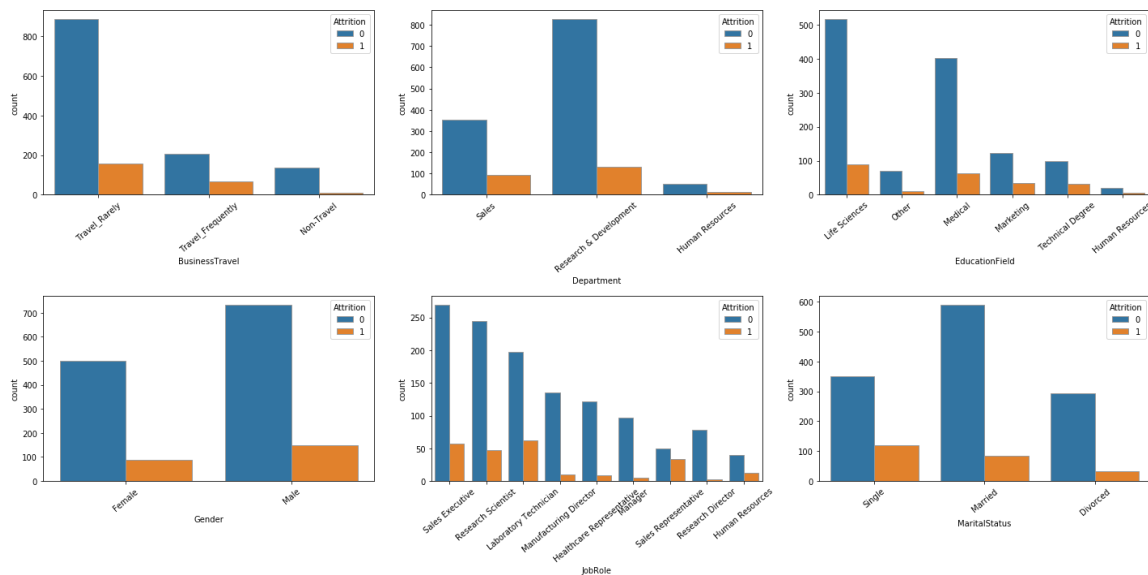 Attrition
0
1
800
600
400
200
0
count
Travel_Rarely
Travel_Frequently
Non-Travel
BusinessTravel
Attrition
0
1
800
700
600
500
400
300
200
100
0
count
Sales
Research & Development
Human Resources
Department
Attrition
0
1
500
400
300
200
100
0
count
Life Sciences
Other
Medical
Marketing
Technical Degree
Human Resources
EducationField
Attrition
0
1
700
600
500
400
300
200
100
0
count
Female
Male
Gender
Attrition
0
1
250
200
150
100
50
0
count
Sales Executive
Research Scientist
Laboratory Technician
Manufacturing Director
Healthcare Representative
Manager
Sales Representative
Research Director
Human Resources
JobRole
Attrition
0
1
600
500
400
300
200
100
0
count
Single
Married
Divorced
MaritalStatus